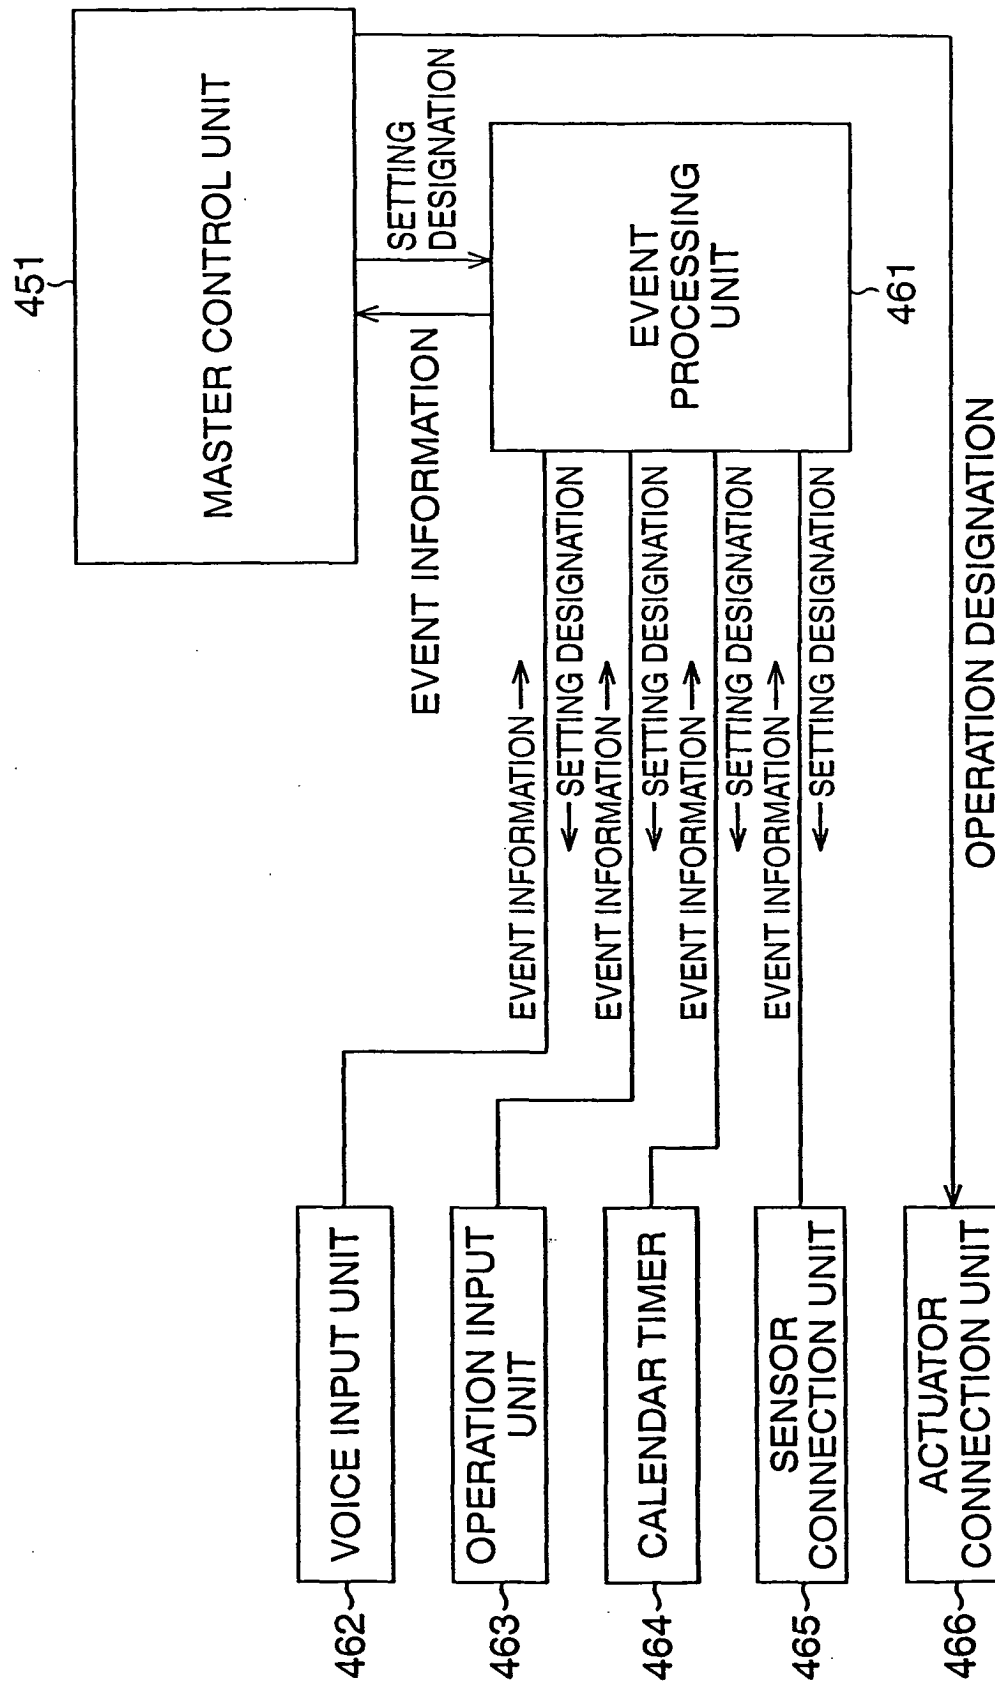 451
MASTER CONTROL UNIT
EVENT INFORMATION
SETTING
DESIGNATION
EVENT
PROCESSING
UNIT
461
462
VOICE INPUT UNIT
EVENT INFORMATION
SETTING DESIGNATION
463
OPERATION INPUT
UNIT
EVENT INFORMATION
SETTING DESIGNATION
464
CALENDAR TIMER
EVENT INFORMATION
SETTING DESIGNATION
465
SENSOR
CONNECTION UNIT
EVENT INFORMATION
SETTING DESIGNATION
466
ACTUATOR
CONNECTION UNIT
OPERATION DESIGNATION